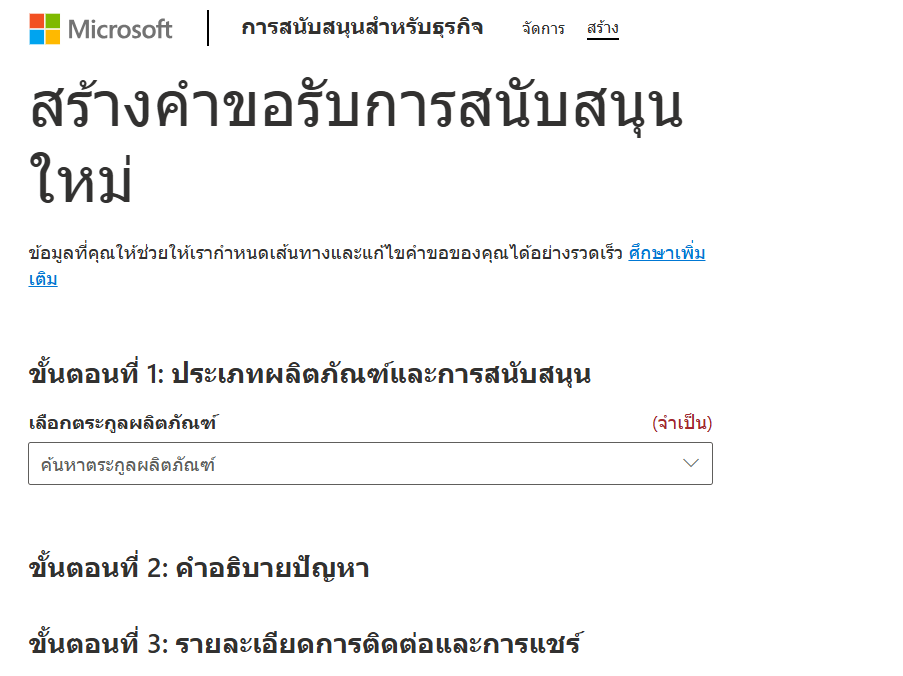 Microsoft การสนับสนุนสำหรับธุรกิจ จัดการ สร้าง
สร้างคำขอรับการสนับสนุน
ใหม่
ข้อมูลที่คุณให้ช่วยให้เรากำหนดเส้นทางและแก้ไขคำขอของคุณได้อย่างรวดเร็ว ศึกษาเพิ่ม
เติม
ขั้นตอนที่ 1: ประเภทผลิตภัณฑ์และการสนับสนุน
เลือกตระกูลผลิตภัณฑ์ (จำเป็น)
ค้นหาตระกูลผลิตภัณฑ์
ขั้นตอนที่ 2: คำอธิบายปัญหา
ขั้นตอนที่ 3: รายละเอียดการติดต่อและการแชร์